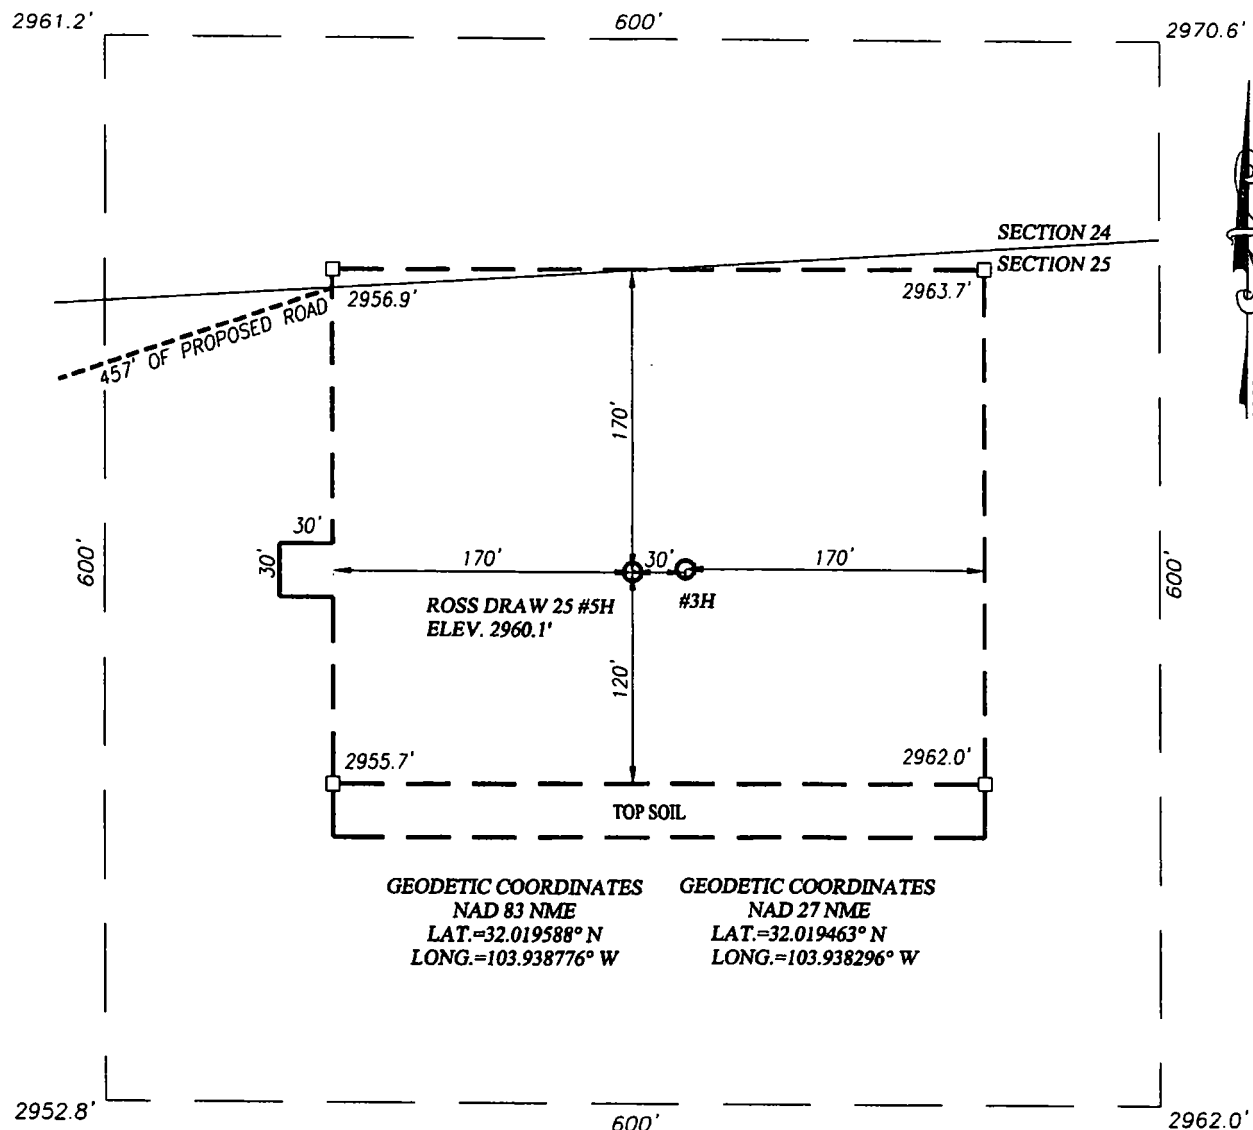 2961.2'
600'
2970.6'
SECTION 24
SECTION 25
2956.9'
2963.7'
457' OF PROPOSED ROAD
170'
600'
30'
30'
170'
30'
170'
600'
ROSS DRAW 25 #5H
ELEV. 2960.1'
#3H
120'
2955.7'
2962.0'
TOP SOIL
GEODETIC COORDINATES
NAD 83 NME
LAT.=32.019588° N
LONG.=103.938776° W
GEODETIC COORDINATES
NAD 27 NME
LAT.=32.019463° N
LONG.=103.938296° W
2952.8'
600'
2962.0'